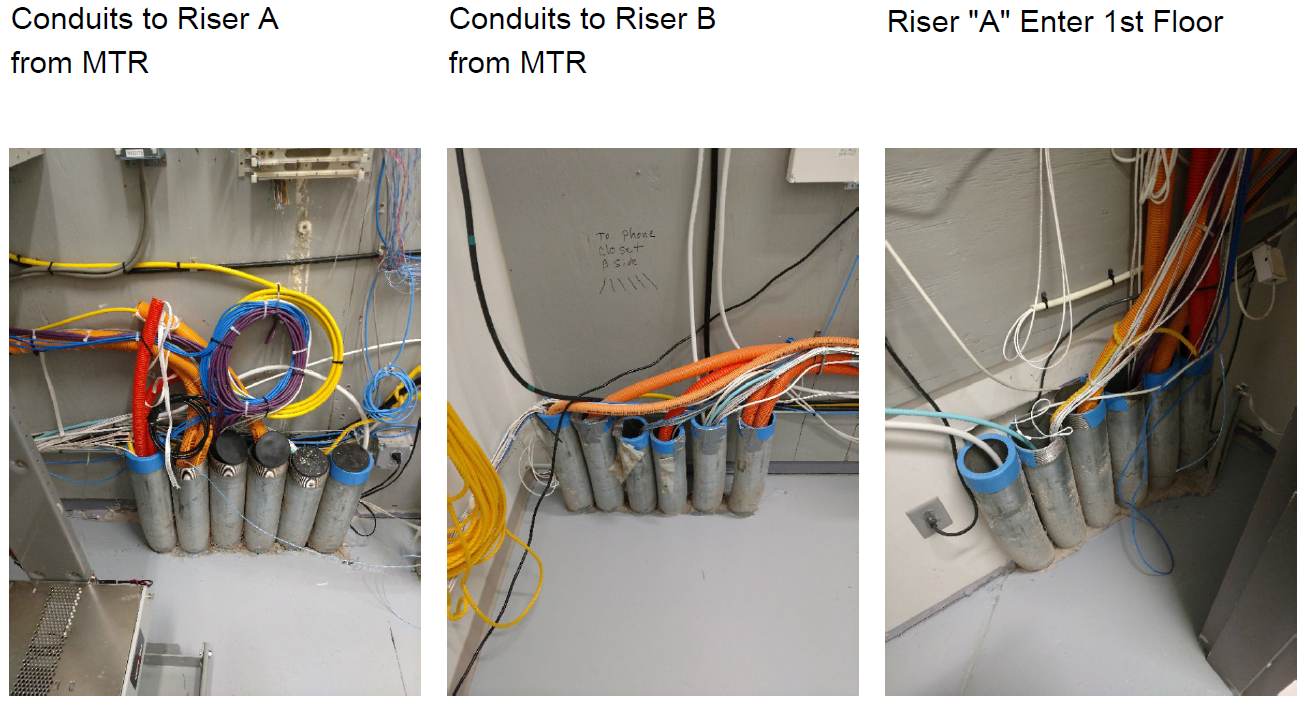 Conduits to Riser A
from MTR
Conduits to Riser B
from MTR
Riser "A" Enter 1st Floor
To Phone
Closet
B side